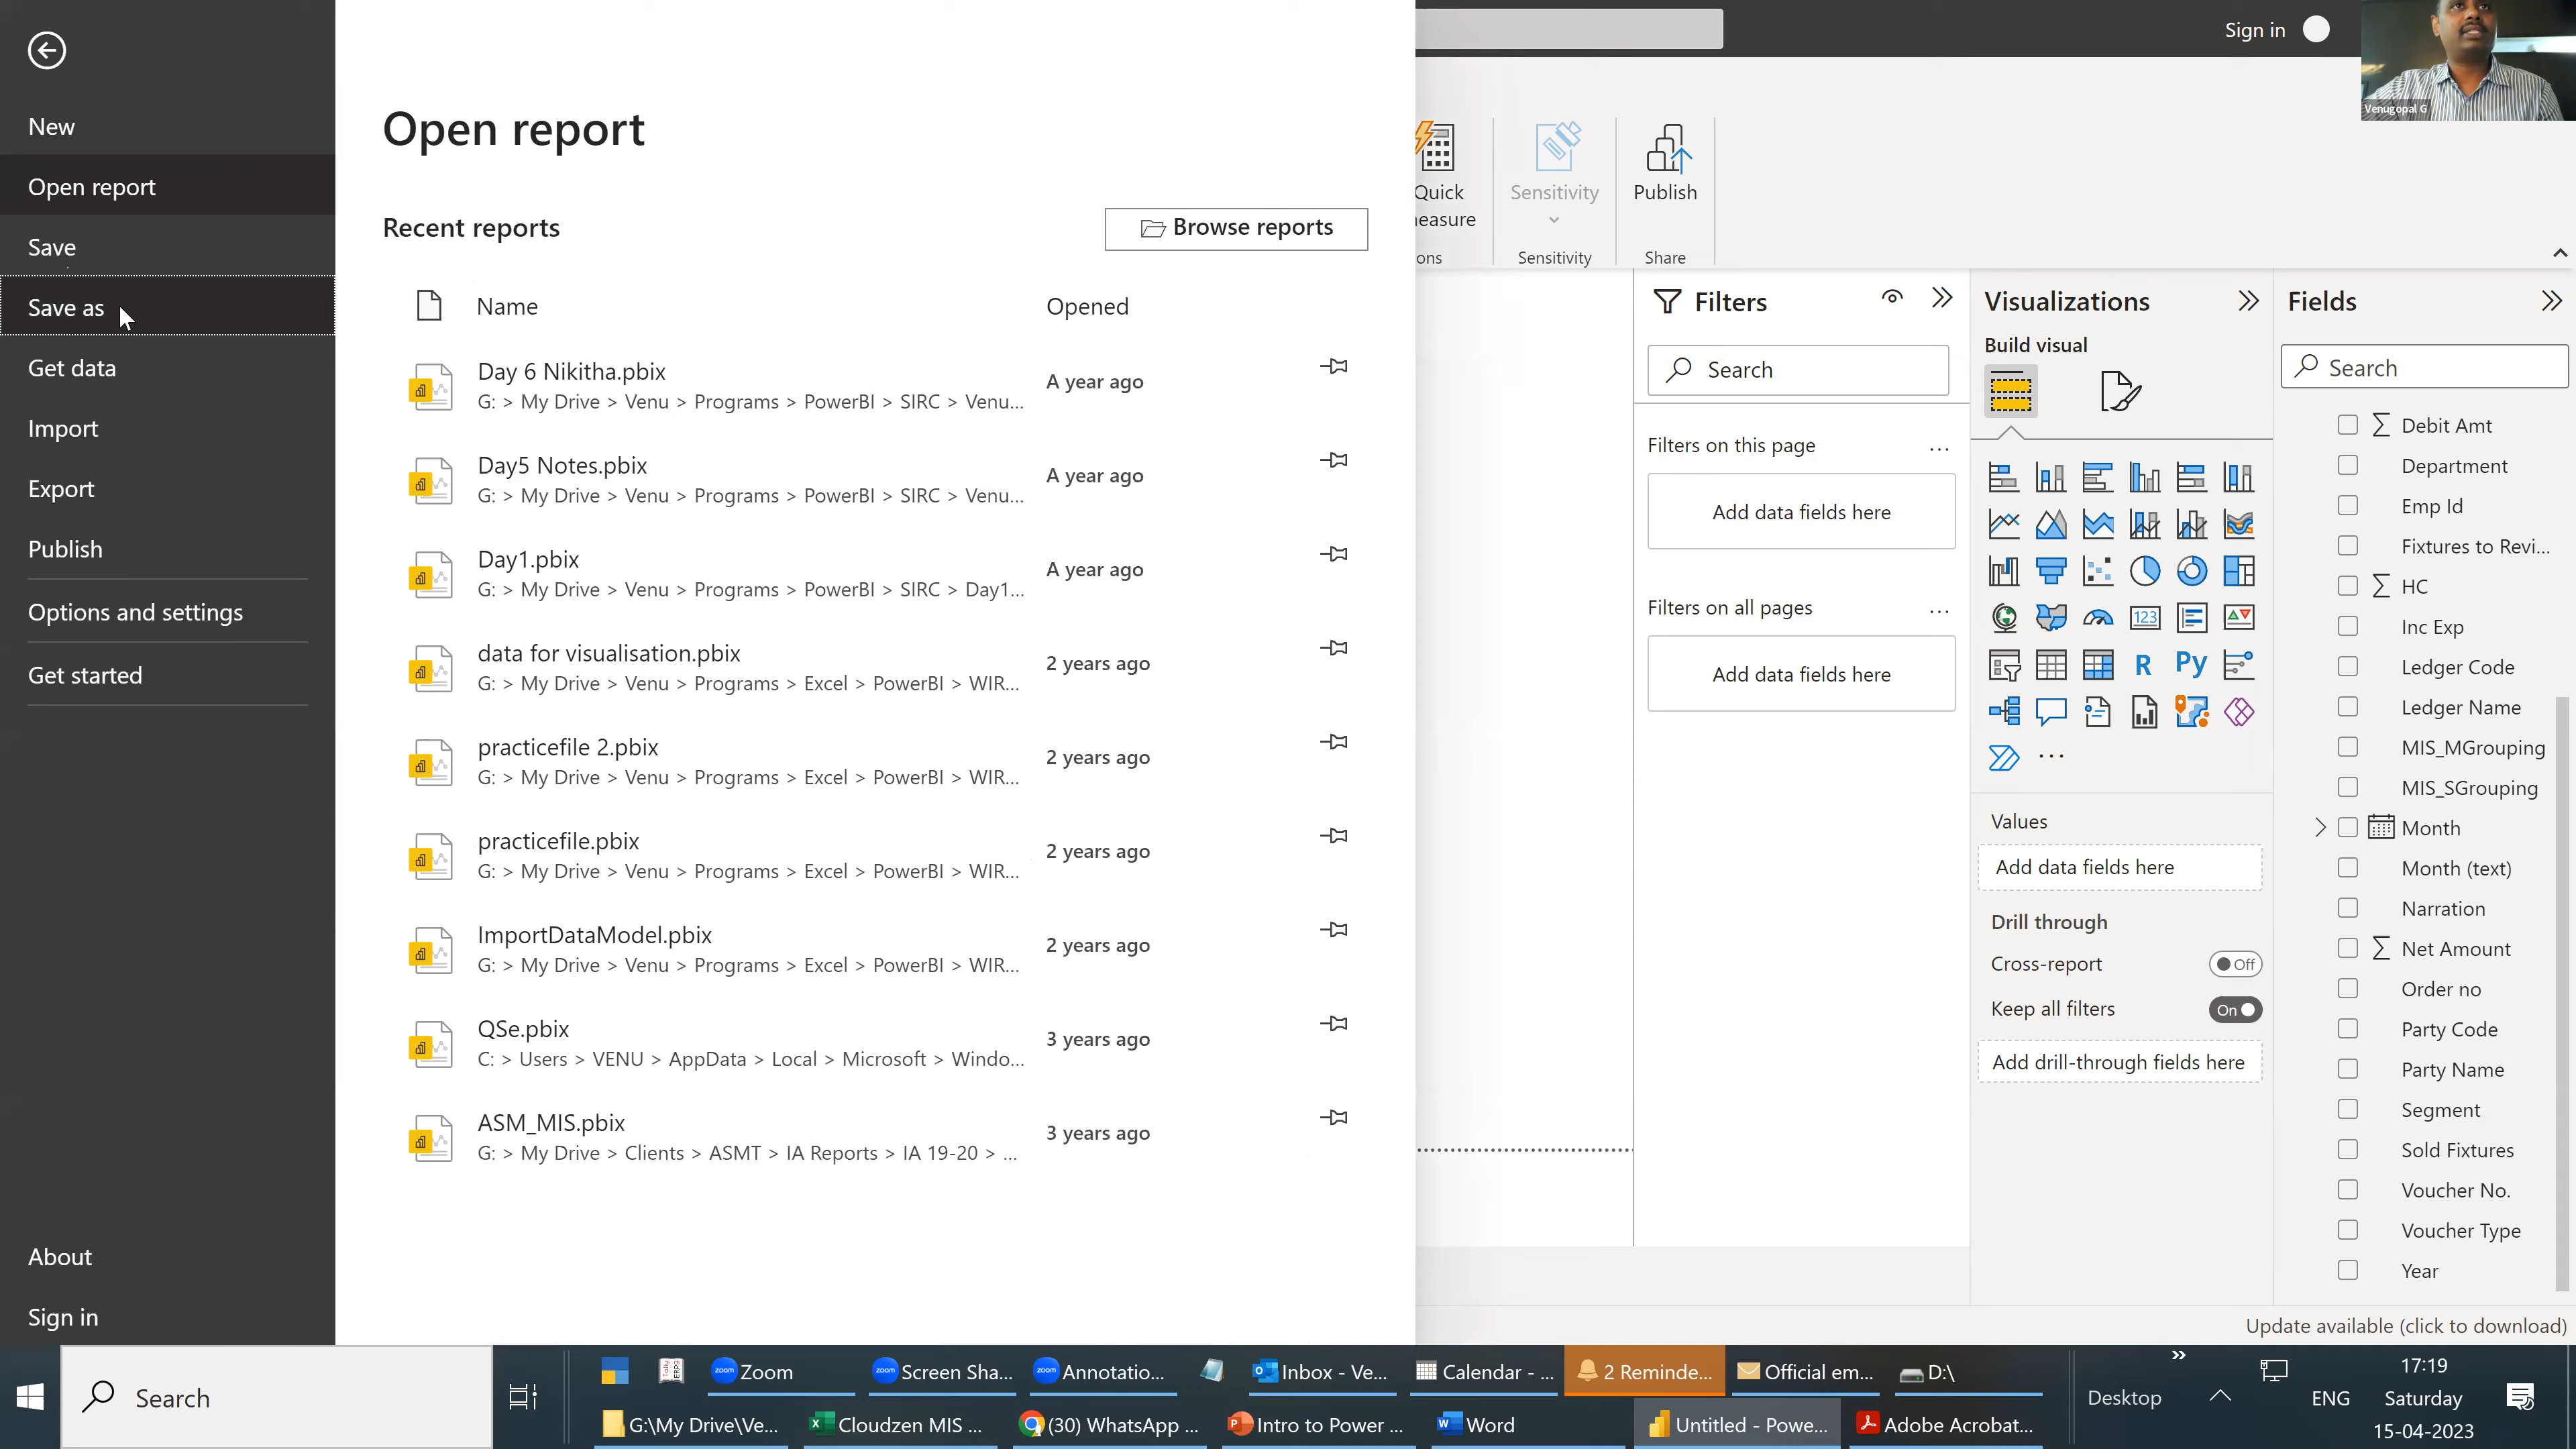 Sign in
Venugopal G
New
Open report
Save
Save as
Get data
Import
Export
Publish
Options and settings
Get started
About
Sign in
Open report
Recent reports
Browse reports
Name Opened
Day 6 Nikitha.pbix
G: > My Drive > Venu > Programs > PowerBI > SIRC > Venu...
A year ago
Day5 Notes.pbix
G: > My Drive > Venu > Programs > PowerBI > SIRC > Venu...
A year ago
Day1.pbix
G: > My Drive > Venu > Programs > PowerBI > SIRC > Day1...
A year ago
data for visualisation.pbix
G: > My Drive > Venu > Programs > Excel > PowerBI > WIR...
2 years ago
practicefile 2.pbix
G: > My Drive > Venu > Programs > Excel > PowerBI > WIR...
2 years ago
practicefile.pbix
G: > My Drive > Venu > Programs > Excel > PowerBI > WIR...
2 years ago
ImportDataModel.pbix
G: > My Drive > Venu > Programs > Excel > PowerBI > WIR...
2 years ago
QSe.pbix
C: > Users > VENU > AppData > Local > Microsoft > Windo...
3 years ago
ASM_MIS.pbix
G: > My Drive > Clients > ASMT > IA Reports > IA 19-20 > ...
3 years ago
Quick
easure
ons
Sensitivity
Sensitivity
Publish
Share
Filters
Search
Filters on this page ...
Add data fields here
Filters on all pages ...
Add data fields here
Visualizations
Build visual
123
R Py
...
Values
Add data fields here
Drill through
Cross-report Off
Keep all filters On
Add drill-through fields here
Fields
Search
Σ Debit Amt
Department
Emp Id
Fixtures to Revi...
Σ HC
Inc Exp
Ledger Code
Ledger Name
MIS_MGrouping
MIS_SGrouping
Month
Month (text)
Narration
Σ Net Amount
Order no
Party Code
Party Name
Segment
Sold Fixtures
Voucher No.
Voucher Type
Year
Update available (click to download)
Search
Zoom
Screen Sha...
Annotatio...
Inbox - Ve...
Calendar - ...
2 Reminde...
Official em...
D:\
G:\My Drive\Ve...
Cloudzen MIS ...
(30) WhatsApp ...
Intro to Power ...
Word
Untitled - Powe...
Adobe Acrobat...
Desktop
ENG
17:19
Saturday
15-04-2023